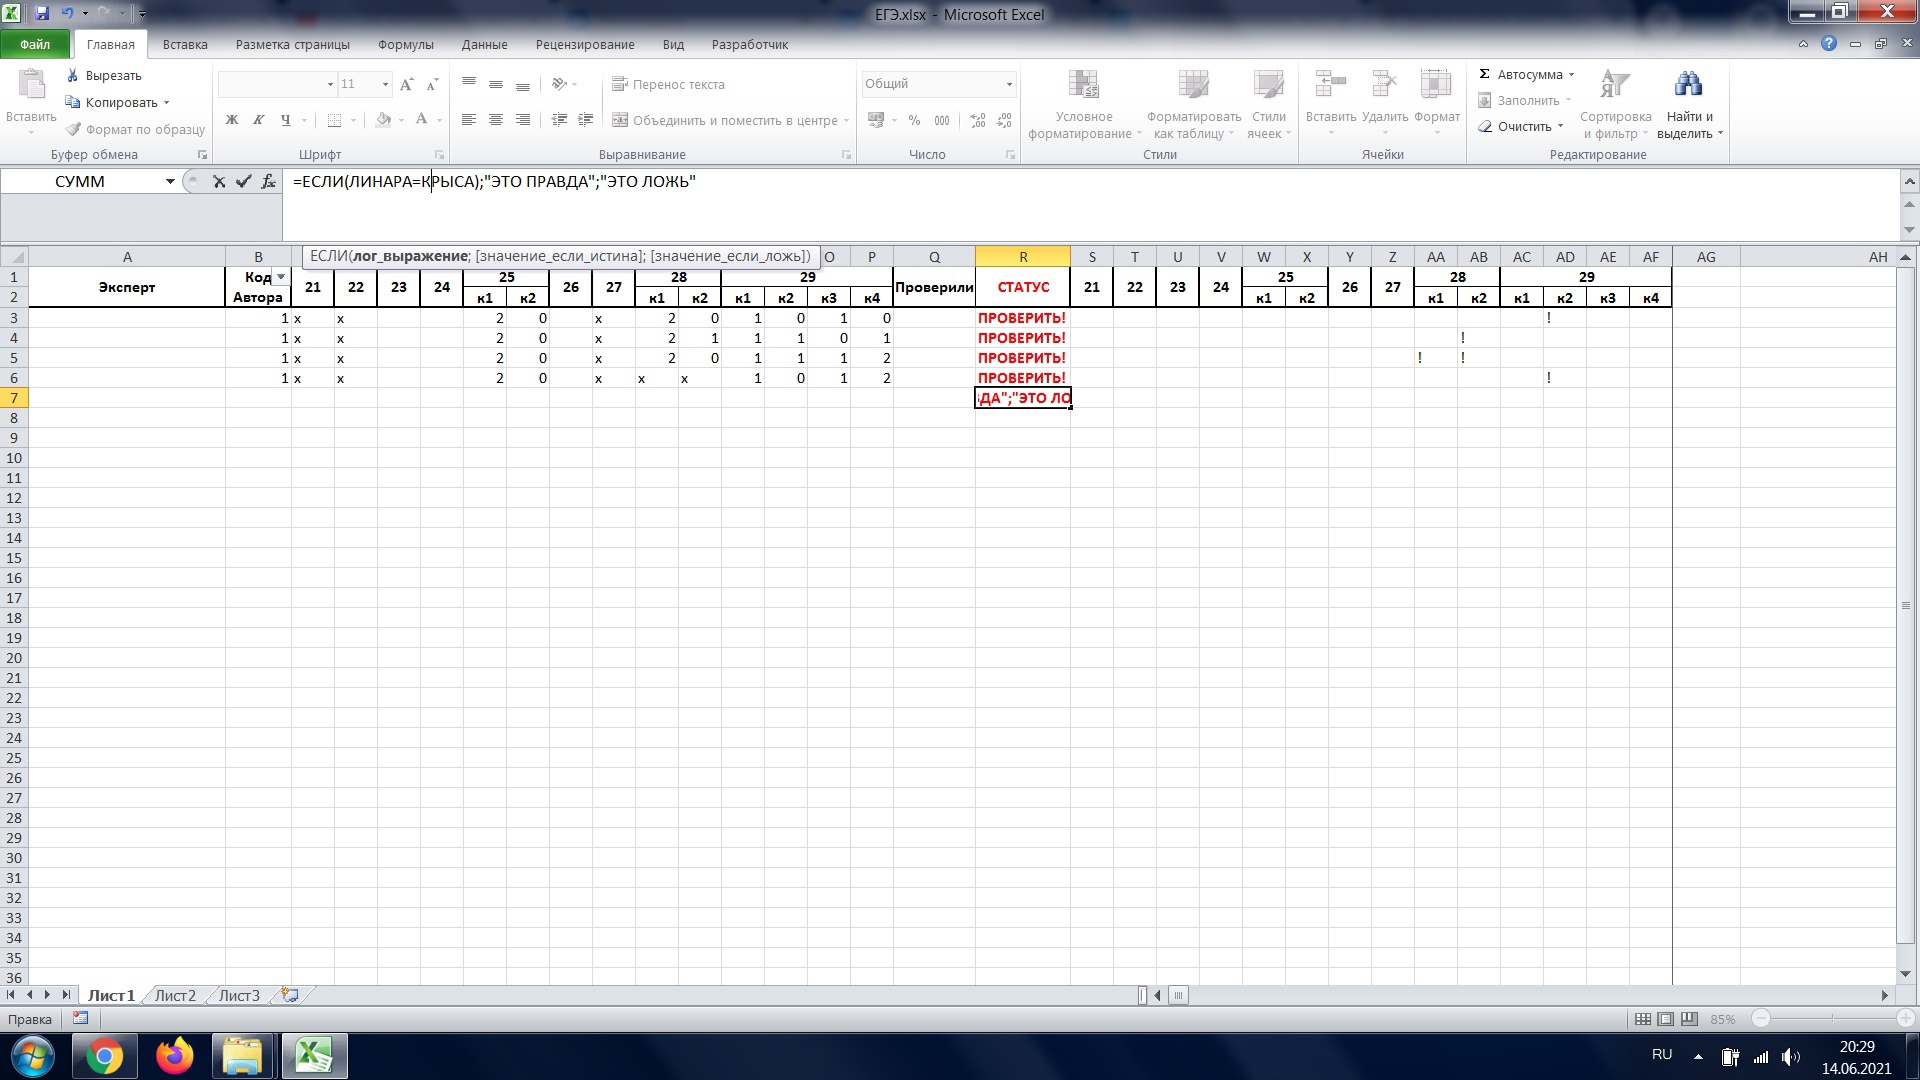 ЕГЭ.xlsx - Microsoft Excel
Файл Главная Вставка Разметка страницы Формулы Данные Рецензирование Вид Разработчик
Вставить
Вырезать
Копировать
Формат по образцу
Буфер обмена
11
Ж К Ч
Шрифт
Перенос текста
Объединить и поместить в центре
Выравнивание
Общий
% 000
Число
Условное форматирование
Форматировать как таблицу
Стили ячеек
Стили
Вставить Удалить Формат
Ячейки
Σ Автосумма
Заполнить
Очистить
Сортировка и фильтр
Найти и выделить
Редактирование
СУММ =ЕСЛИ(ЛИНАРА=КРЫСА);"ЭТО ПРАВДА";"ЭТО ЛОЖЬ"
ЕСЛИ(лог_выражение; [значение_если_истина]; [значение_если_ложь])
A B O P Q R S T U V W X Y Z AA AB AC AD AE AF AG AH
1 Эксперт Код 21 22 23 24 25 26 27 28 29 Проверили СТАТУС 21 22 23 24 25 26 27 28 29
2 Автора к1 к2 к1 к2 к1 к2 к3 к4 к1 к2 к1 к2 к1 к2 к3 к4
3 1 x x 2 0 x 2 0 1 0 1 0 ПРОВЕРИТЬ! !
4 1 x x 2 0 x 2 1 1 1 0 1 ПРОВЕРИТЬ! !
5 1 x x 2 0 x 2 0 1 1 1 2 ПРОВЕРИТЬ! ! !
6 1 x x 2 0 x x x 1 0 1 2 ПРОВЕРИТЬ! !
7 ДА";"ЭТО ЛО
8
9
10
11
12
13
14
15
16
17
18
19
20
21
22
23
24
25
26
27
28
29
30
31
32
33
34
35
36
Лист1 Лист2 Лист3
Правка 85%
RU 20:29
14.06.2021